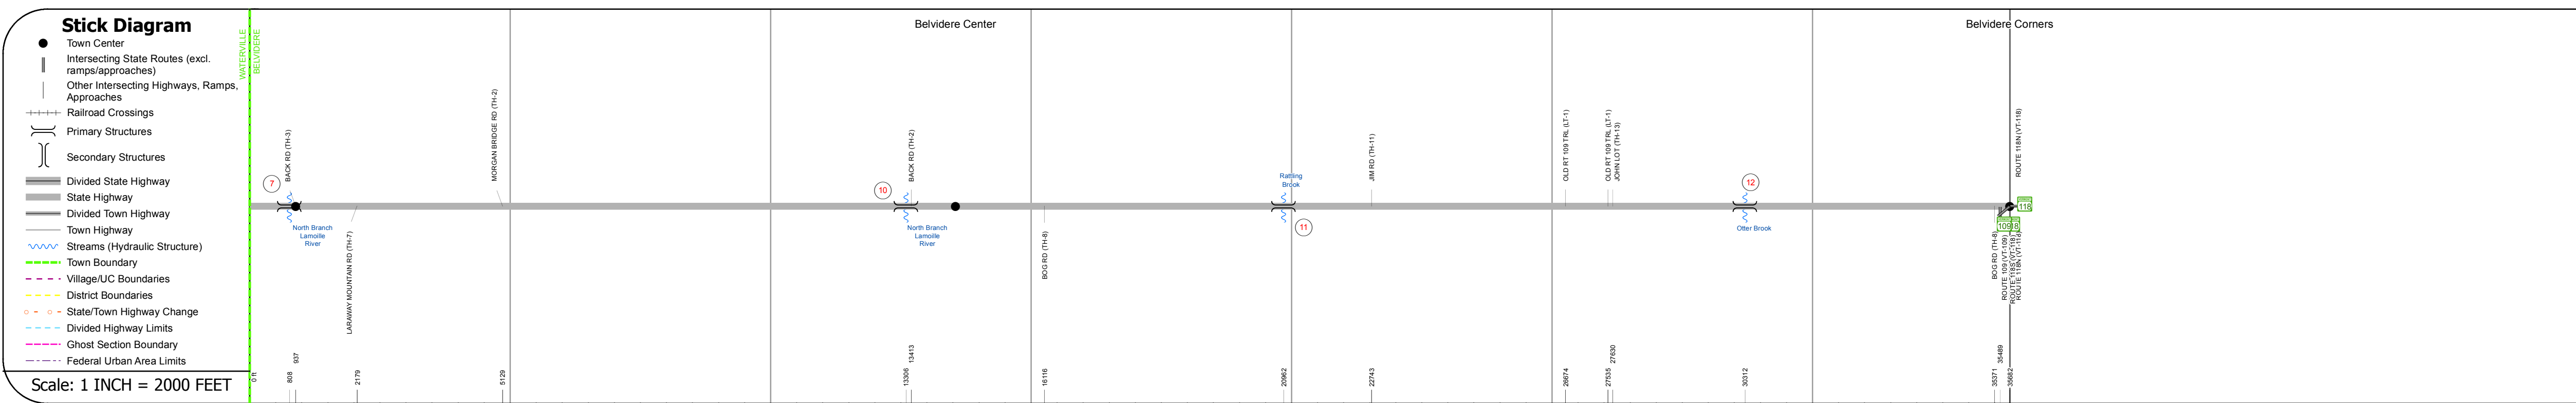 Stick Diagram
Town Center
Intersecting State Routes (excl.
ramps/approaches)
Other Intersecting Highways, Ramps,
Approaches
Railroad Crossings
Primary Structures
Secondary Structures
Divided State Highway
State Highway
Divided Town Highway
Town Highway
Streams (Hydraulic Structure)
Town Boundary
Village/UC Boundaries
District Boundaries
State/Town Highway Change
Divided Highway Limits
Ghost Section Boundary
Federal Urban Area Limits
Scale: 1 INCH = 2000 FEET
WATERVILLE
BELVIDERE
Belvidere Center
Belvidere Corners
7
BACK RD (TH-3)
North Branch
Lamoille
River
LARAWAY MOUNTAIN RD (TH-7)
MORGAN BRIDGE RD (TH-2)
10
BACK RD (TH-2)
North Branch
Lamoille
River
BOG RD (TH-8)
Rattling
Brook
11
JIM RD (TH-11)
OLD RT 109 TRL (LT-1)
OLD RT 109 TRL (LT-1)
JOHN LOT (TH-13)
12
Otter Brook
ROUTE 118N (VT-118)
118
109
BOG RD (TH-8)
ROUTE 109 (VT-109)
ROUTE 118S (VT-118)
ROUTE 118N (VT-118)
0 ft
808
937
2179
5129
13306
13413
16116
20962
22743
26674
27535
27630
30312
35371
35489
35682